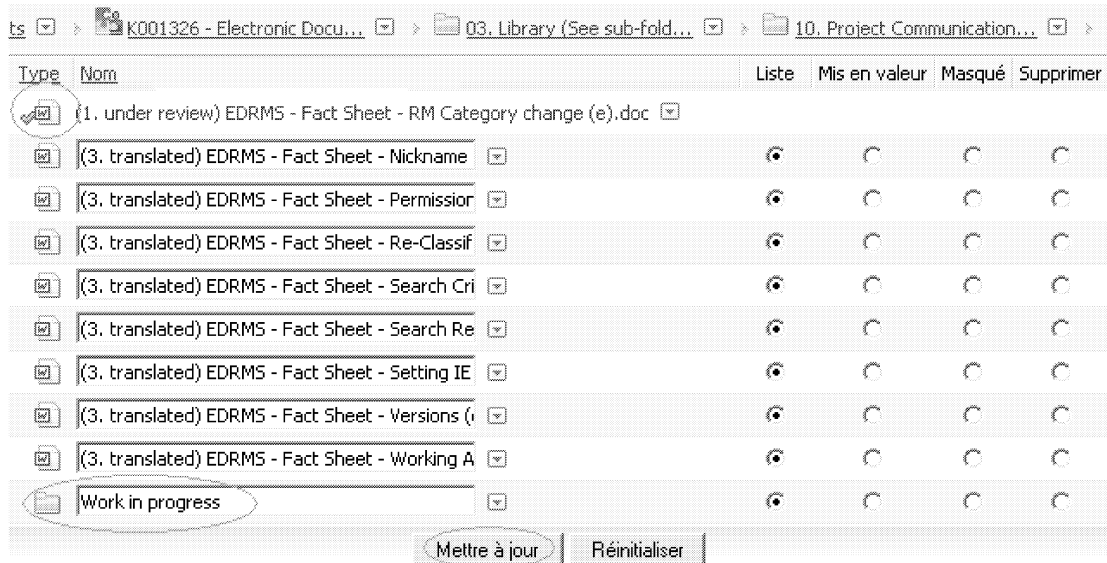 ts > K001326 - Electronic Docu... > 03. Library (See sub-fold... > 10. Project Communication... >
Type Nom Liste Mis en valeur Masqué Supprimer
(1. under review) EDRMS - Fact Sheet - RM Category change (e).doc
(3. translated) EDRMS - Fact Sheet - Nickname
(3. translated) EDRMS - Fact Sheet - Permission
(3. translated) EDRMS - Fact Sheet - Re-Classif
(3. translated) EDRMS - Fact Sheet - Search Cri
(3. translated) EDRMS - Fact Sheet - Search Re
(3. translated) EDRMS - Fact Sheet - Setting IE
(3. translated) EDRMS - Fact Sheet - Versions (
(3. translated) EDRMS - Fact Sheet - Working A
Work in progress
Mettre à jour Réinitialiser